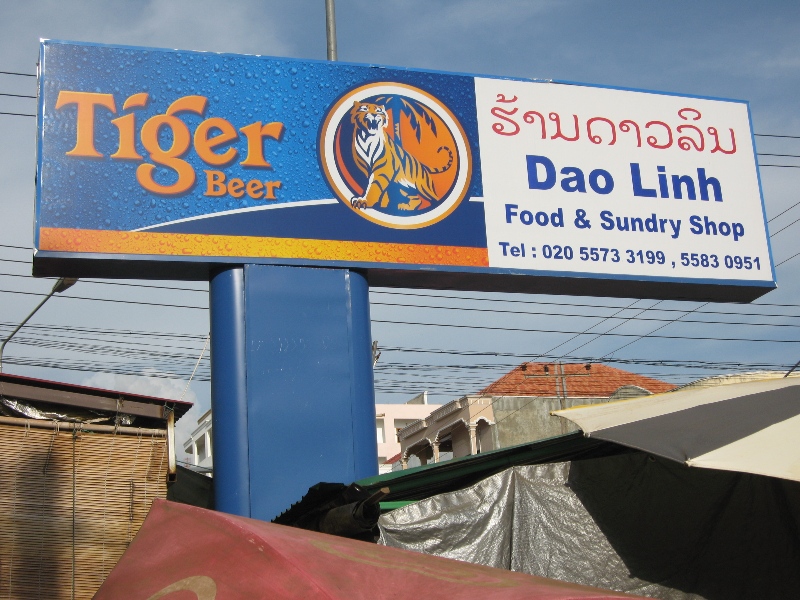 Tiger
Beer
ຮ້ານດາວລິນ
Dao Linh
Food & Sundry Shop
Tel : 020 5573 3199 , 5583 0951